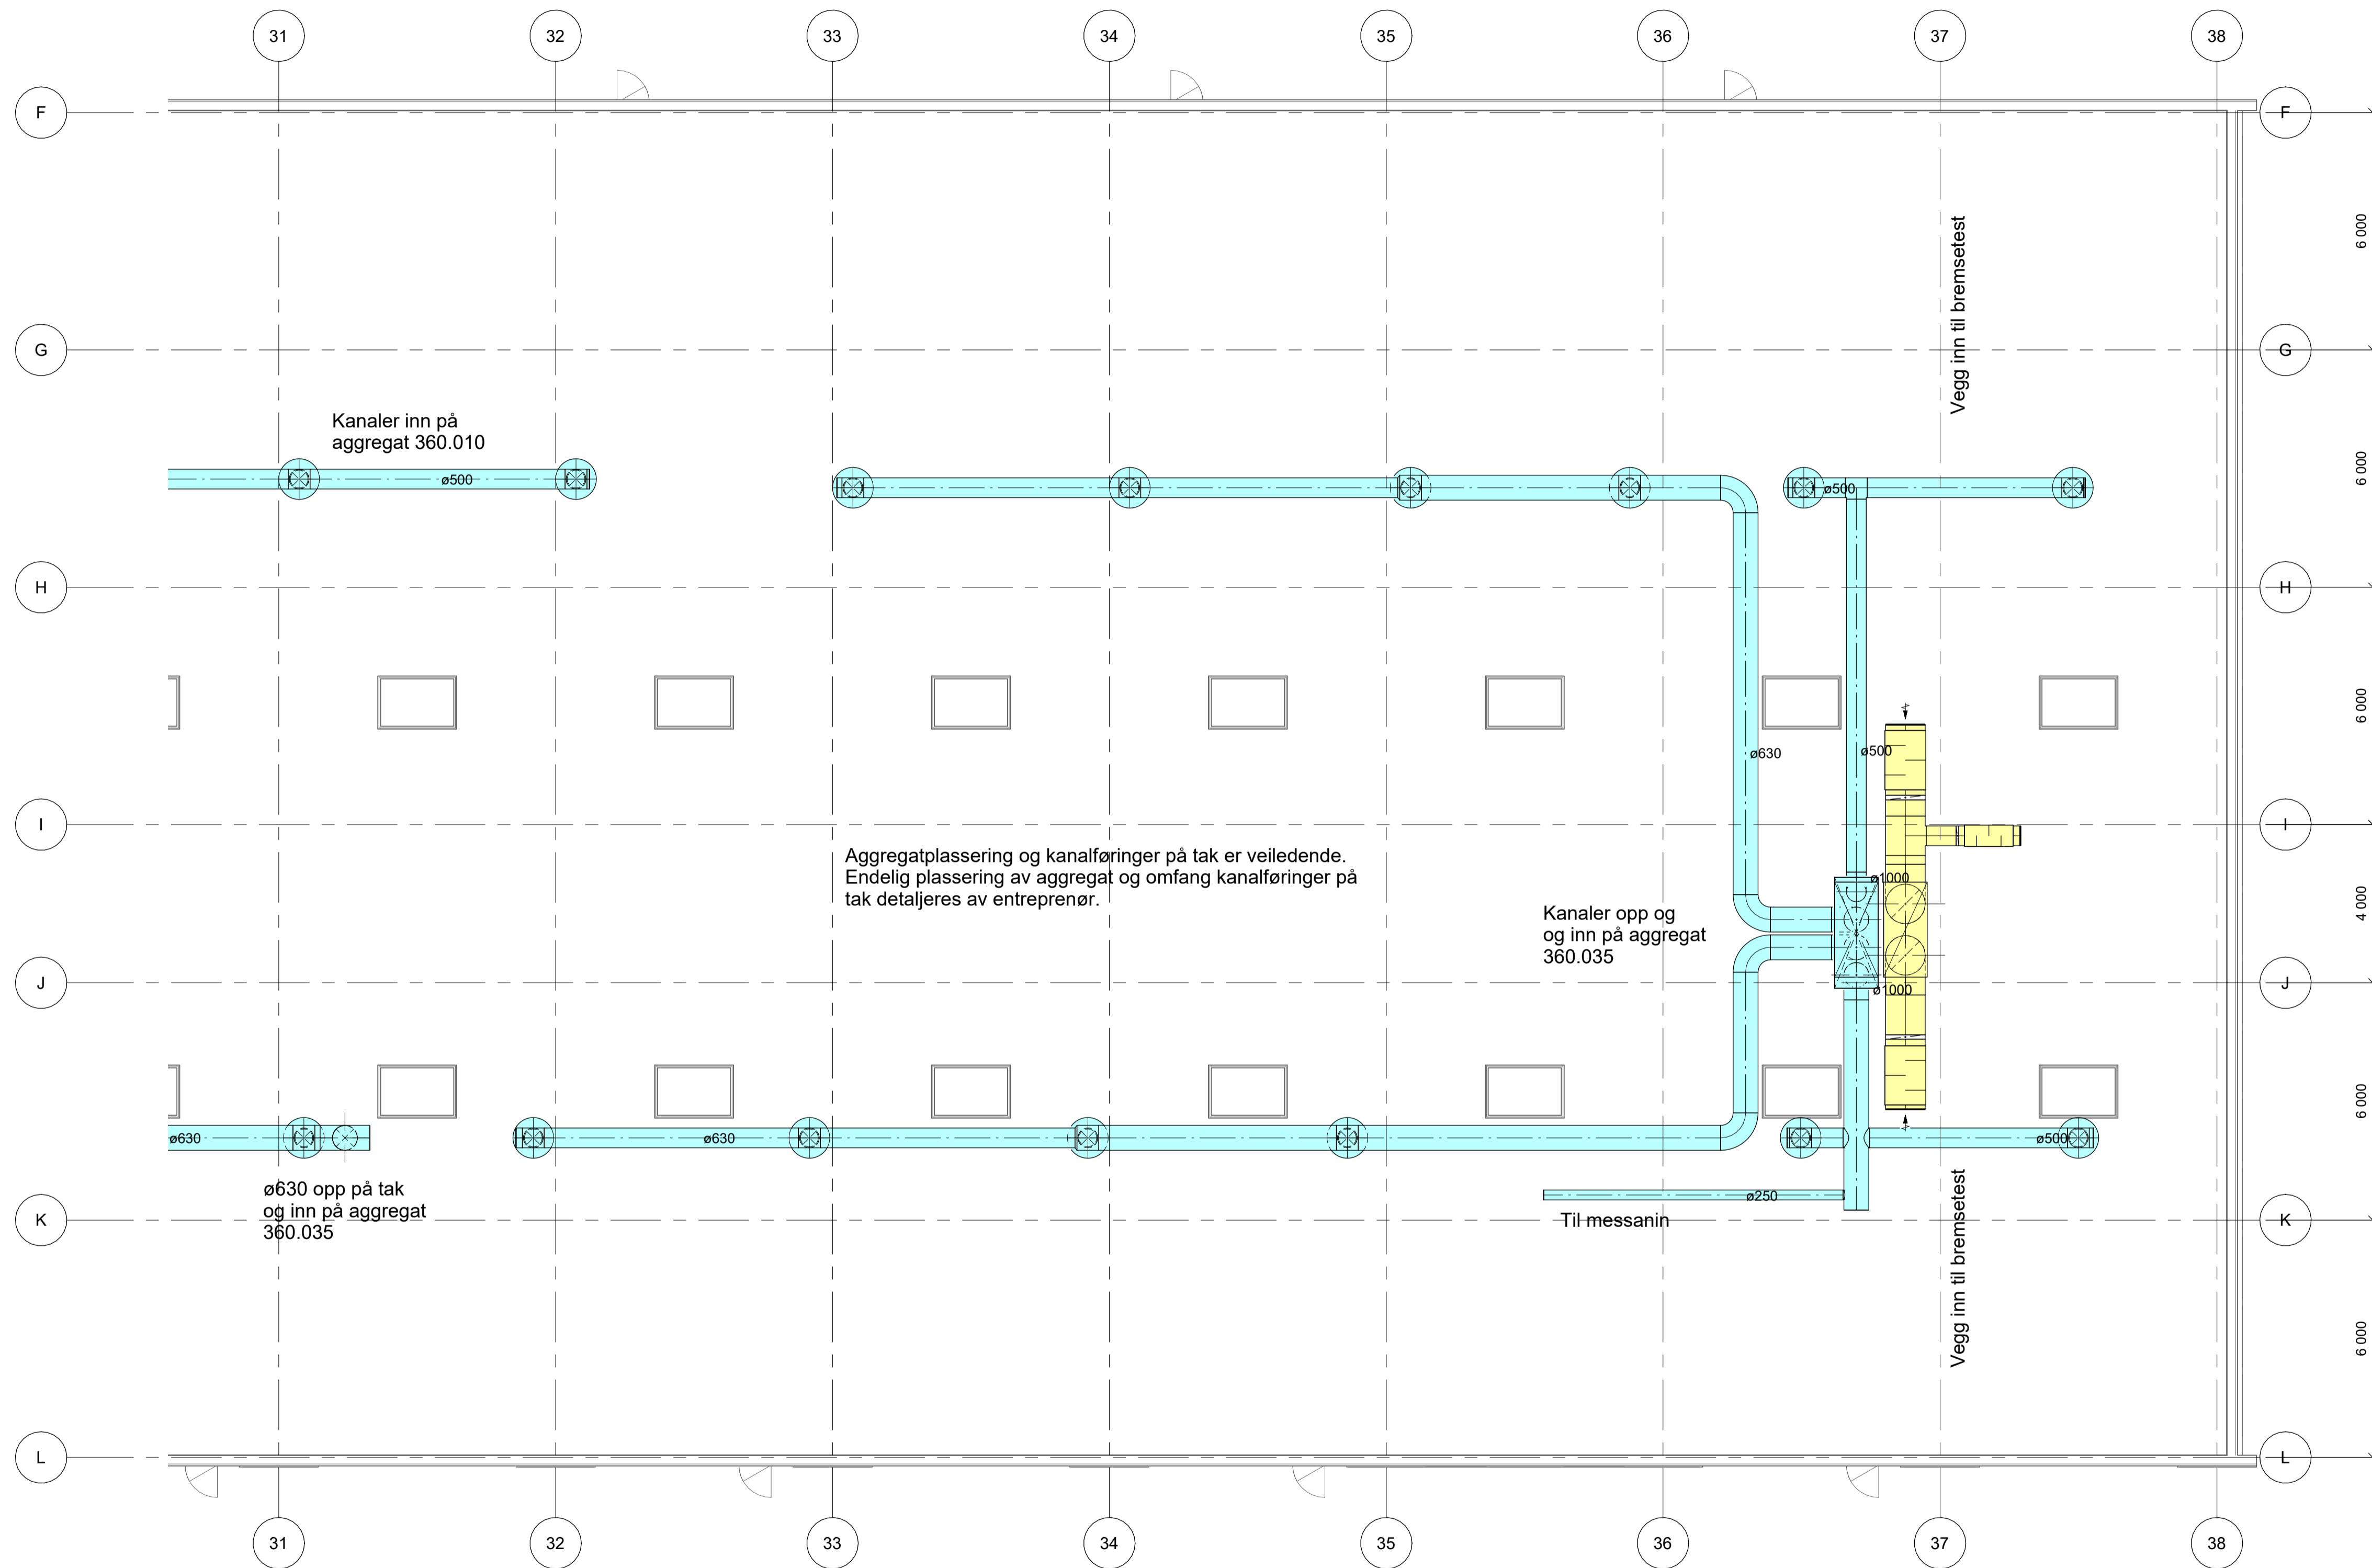 31 32 33 34 35 36 37 38
F F
6 000
Vegg inn til bremsetest
G G
Kanaler inn på
aggregat 360.010
6 000
ø500
ø500
H H
6 000
ø630
ø500
I I
Aggregatplassering og kanalføringer på tak er veiledende.
Endelig plassering av aggregat og omfang kanalføringer på
tak detaljeres av entreprenør.
ø1000
Kanaler opp og
og inn på aggregat
360.035
4 000
J J
ø1000
6 000
ø630
ø630
ø500
ø630 opp på tak
og inn på aggregat
360.035
ø250
K K
Til messanin
Vegg inn til bremsetest
6 000
L L
31 32 33 34 35 36 37 38